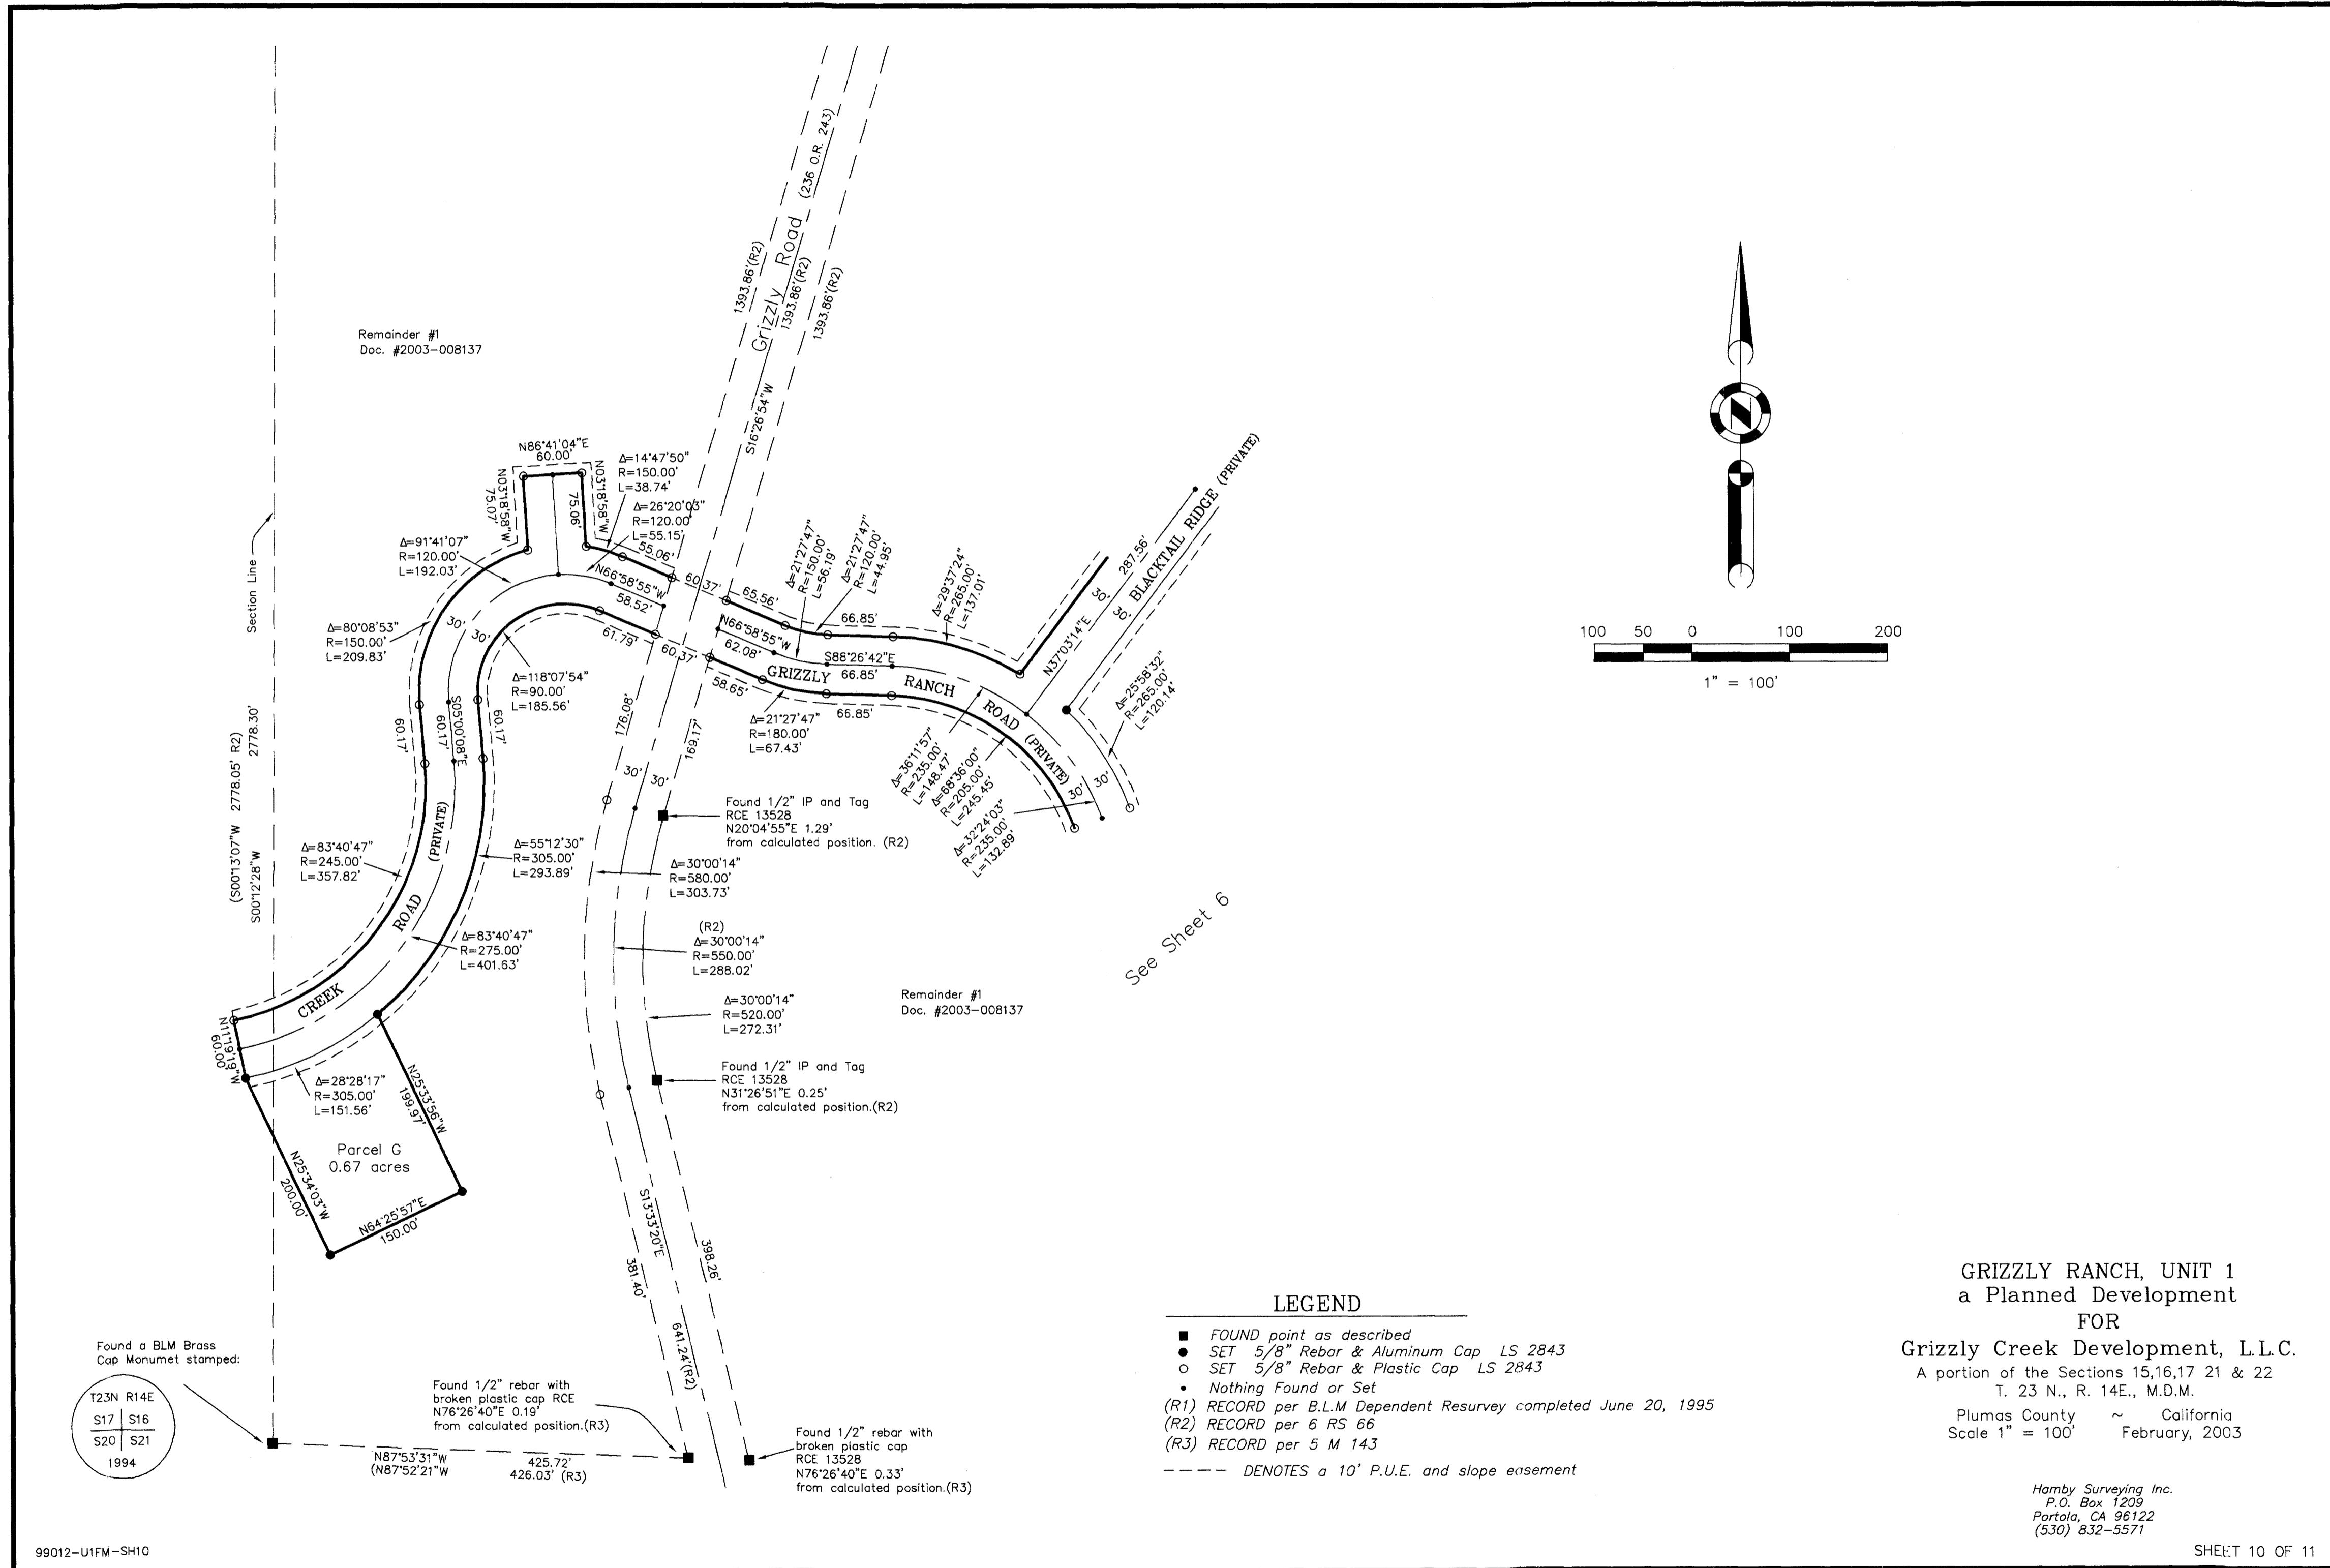 Remainder #1
Doc. #2003-008137
Section Line
(S00°13'07"W 2778.05' R2)
S00°12'28"W 2778.30'
Grizzly Road (236 O.R. 243)
1393.86'(R2)
1393.86'(R2)
1393.86'(R2)
S16°26'54"W
N86°41'04"E
60.00'
N03°18'58"W
75.07'
N03°18'58"W
75.06'
Δ=14°47'50"
R=150.00'
L=38.74'
Δ=26°20'03"
R=120.00'
L=55.15'
55.06'
N66°58'55"W
58.52'
Δ=91°41'07"
R=120.00'
L=192.03'
Δ=80°08'53"
R=150.00'
L=209.83'
30' 30'
61.79'
60.37'
60.37'
Δ=118°07'54"
R=90.00'
L=185.56'
60.17'
S05°00'08"E
60.17'
60.17'
65.56'
N66°58'55"W
62.08'
58.65'
Δ=21°27'47"
R=150.00'
L=56.19'
Δ=21°27'47"
R=120.00'
L=44.95'
66.85'
S88°26'42"E
66.85'
66.85'
GRIZZLY RANCH ROAD (PRIVATE)
Δ=21°27'47"
R=180.00'
L=67.43'
Δ=29°37'24"
R=265.00'
L=137.01'
N37°03'14"E 287.56'
30'
30'
BLACKTAIL RIDGE (PRIVATE)
Δ=25°58'32"
R=265.00'
L=120.14'
Δ=36°11'57"
R=235.00'
L=148.47'
Δ=68°36'00"
R=205.00'
L=245.45'
Δ=32°24'03"
R=235.00'
L=132.89'
30' 30'
See Sheet 6
176.08'
169.17'
30' 30'
Found 1/2" IP and Tag
RCE 13528
N20°04'55"E 1.29'
from calculated position. (R2)
Δ=30°00'14"
R=580.00'
L=303.73'
(R2)
Δ=30°00'14"
R=550.00'
L=288.02'
Δ=30°00'14"
R=520.00'
L=272.31'
Remainder #1
Doc. #2003-008137
Found 1/2" IP and Tag
RCE 13528
N31°26'51"E 0.25'
from calculated position.(R2)
Δ=83°40'47"
R=245.00'
L=357.82'
Δ=55°12'30"
R=305.00'
L=293.89'
Δ=83°40'47"
R=275.00'
L=401.63'
CREEK ROAD (PRIVATE)
N11°19'19"W
60.00'
Δ=28°28'17"
R=305.00'
L=151.56'
N25°33'56"W
199.97'
Parcel G
0.67 acres
N25°34'03"W
200.00'
N64°25'57"E
150.00'
S13°33'20"E
641.24'(R2)
381.40'
398.26'
Found a BLM Brass
Cap Monumet stamped:
T23N R14E
S17 S16
S20 S21
1994
Found 1/2" rebar with
broken plastic cap RCE
N76°26'40"E 0.19'
from calculated position.(R3)
N87°53'31"W 425.72'
(N87°52'21"W 426.03' (R3)
Found 1/2" rebar with
broken plastic cap
RCE 13528
N76°26'40"E 0.33'
from calculated position.(R3)
N
100 50 0 100 200
1" = 100'
LEGEND
FOUND point as described
SET 5/8" Rebar & Aluminum Cap LS 2843
SET 5/8" Rebar & Plastic Cap LS 2843
Nothing Found or Set
(R1) RECORD per B.L.M Dependent Resurvey completed June 20, 1995
(R2) RECORD per 6 RS 66
(R3) RECORD per 5 M 143
DENOTES a 10' P.U.E. and slope easement
GRIZZLY RANCH, UNIT 1
a Planned Development
FOR
Grizzly Creek Development, L.L.C.
A portion of the Sections 15,16,17 21 & 22
T. 23 N., R. 14E., M.D.M.
Plumas County ~ California
Scale 1" = 100' February, 2003
Hamby Surveying Inc.
P.O. Box 1209
Portola, CA 96122
(530) 832-5571
99012-U1FM-SH10
SHEET 10 OF 11